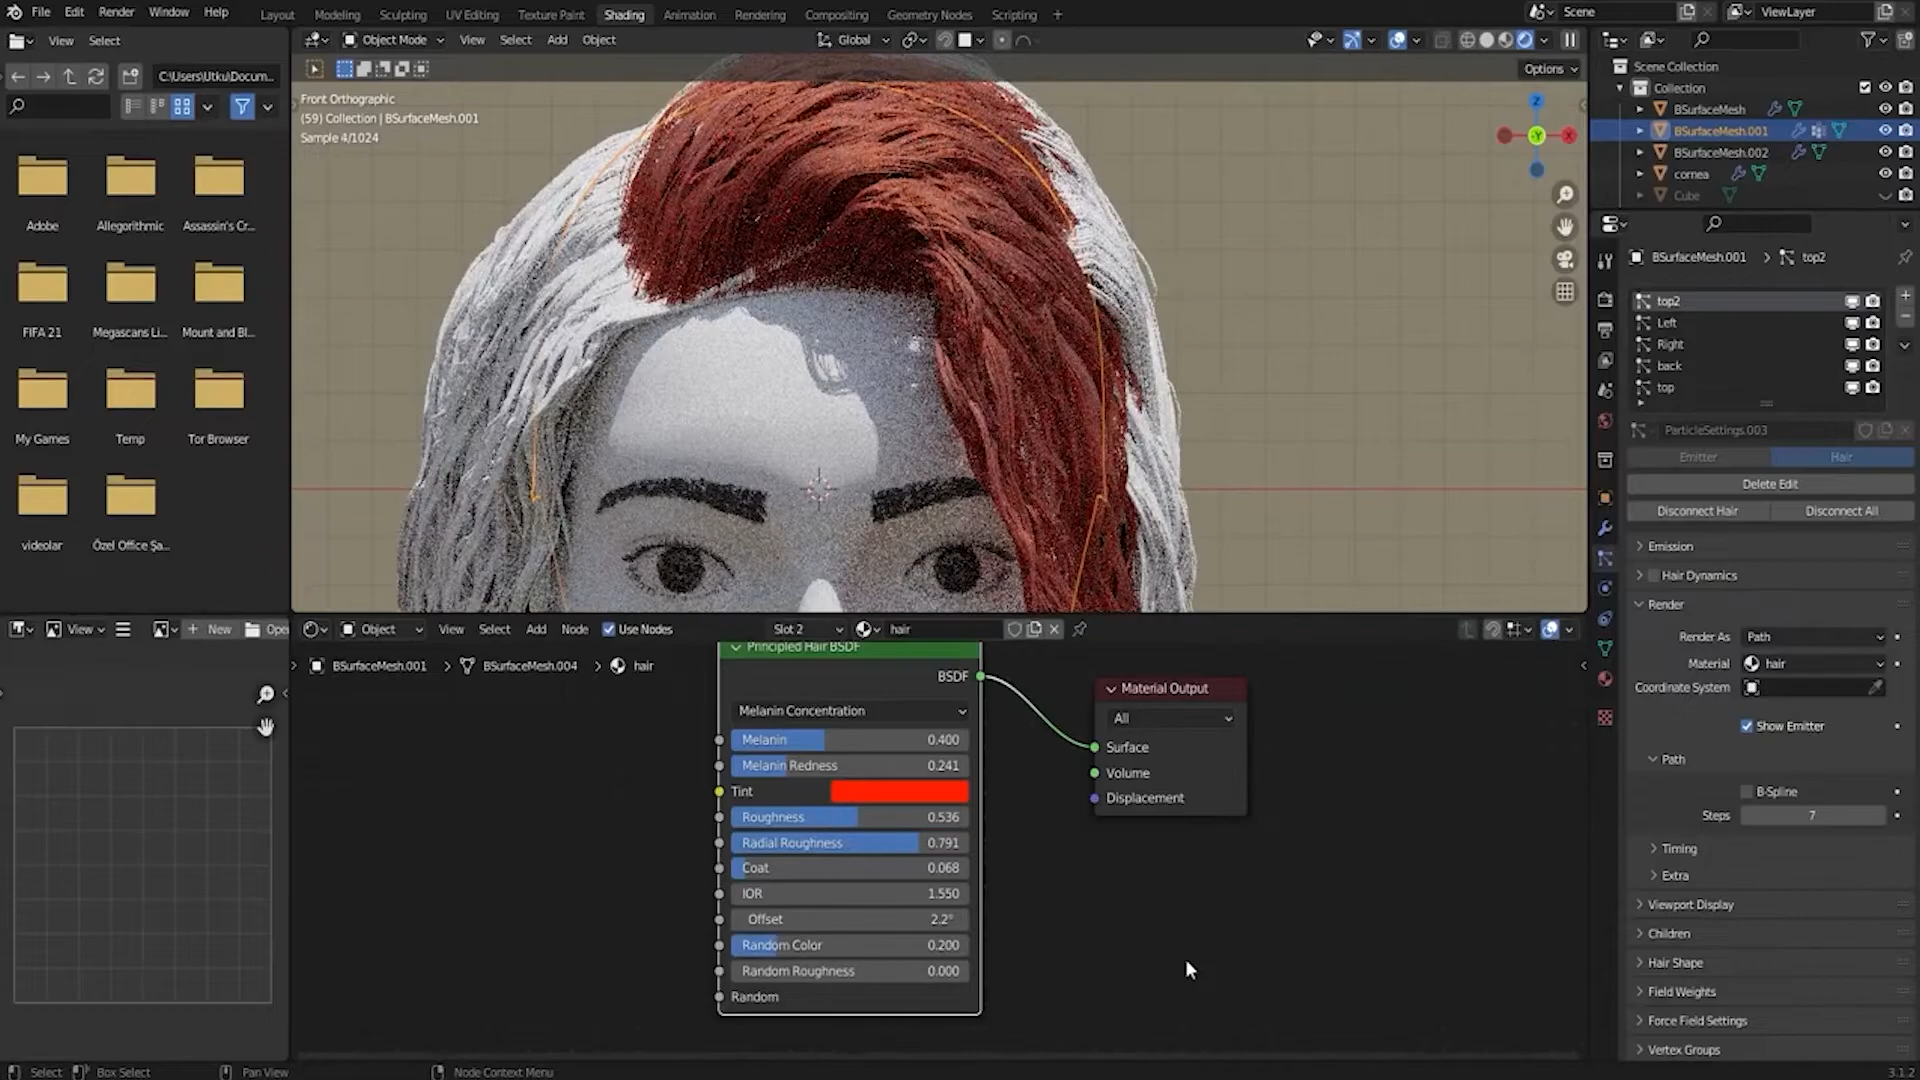 File Edit Render Window Help Layout Modeling Sculpting UV Editing Texture Paint Shading Animation Rendering Compositing Geometry Nodes Scripting + Scene ViewLayer
View Select
Object Mode View Select Add Object Global
C:\Users\Utku\Docum...
Options
Front Orthographic
(59) Collection | BSurfaceMesh.001
Sample 4/1024
Z
Y
X
Adobe Allegorithmic Assassin's Cr...
FIFA 21 Megascans Li... Mount and Bl...
My Games Temp Tor Browser
videolar Özel Office Şa...
Scene Collection
Collection
BSurfaceMesh
BSurfaceMesh.001
BSurfaceMesh.002
cornea
Cube
BSurfaceMesh.001 > top2
top2
Left
Right
back
top
ParticleSettings.003
Emitter Hair
Delete Edit
Disconnect Hair Disconnect All
Emission
Hair Dynamics
Render
Render As Path
Material hair
Coordinate System
Show Emitter
Path
B-Spline
Steps 7
Timing
Extra
Viewport Display
Children
Hair Shape
Field Weights
Force Field Settings
Vertex Groups
View + New Open
Object View Select Add Node Use Nodes Slot 2 hair
BSurfaceMesh.001 > BSurfaceMesh.004 > hair
Principled Hair BSDF
BSDF
Melanin Concentration
Melanin 0.400
Melanin Redness 0.241
Tint
Roughness 0.536
Radial Roughness 0.791
Coat 0.068
IOR 1.550
Offset 2.2°
Random Color 0.200
Random Roughness 0.000
Random
Material Output
All
Surface
Volume
Displacement
Select Box Select Pan View Node Context Menu 3.1.2